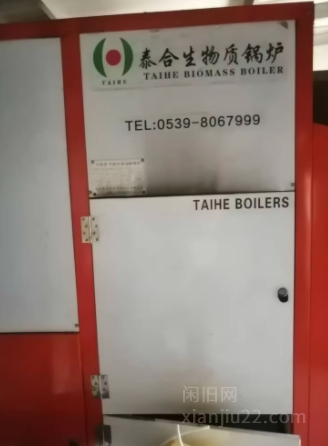 泰合生物质锅炉
TAIHE
TAIHE BIOMASS BOILER
TEL:0539-8067999
TAIHE BOILERS
闲旧网
xianjiu22.com